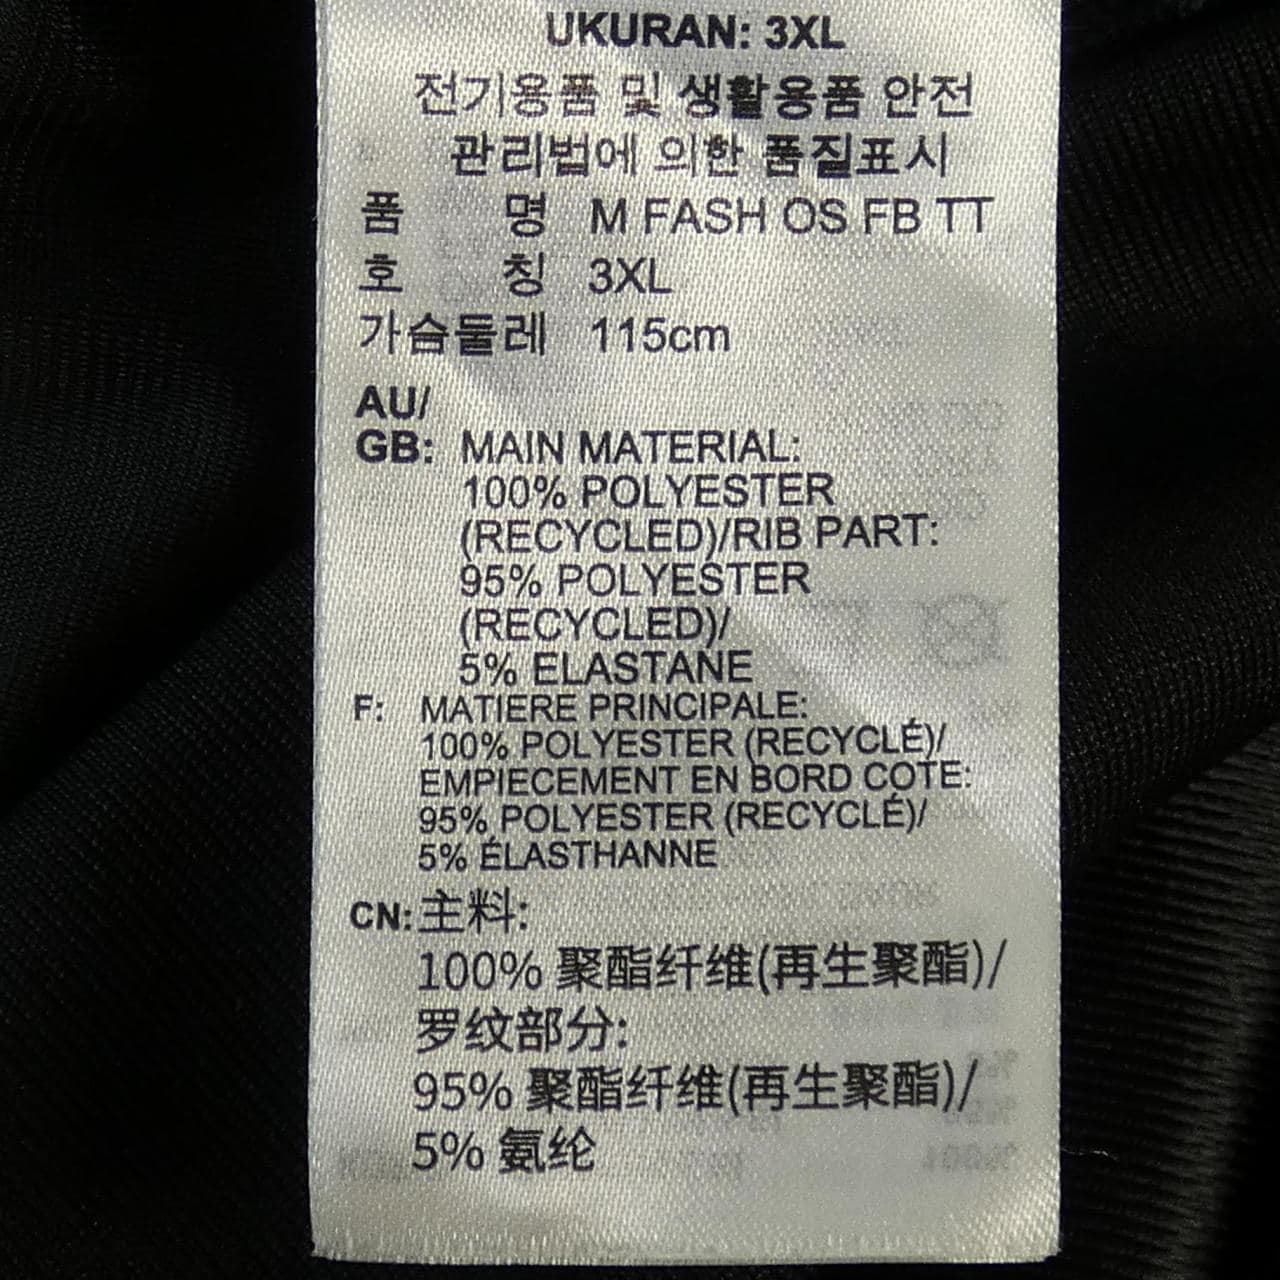 UKURAN: 3XL
전기용품 및 생활용품 안전
관리법에 의한 품질표시
품 명 M FASH OS FB TT
호 칭 3XL
가슴둘레 115cm
AU/
GB: MAIN MATERIAL:
100% POLYESTER
(RECYCLED)/RIB PART:
95% POLYESTER
(RECYCLED)/
5% ELASTANE
F: MATIERE PRINCIPALE:
100% POLYESTER (RECYCLÉ)/
EMPIECEMENT EN BORD COTE:
95% POLYESTER (RECYCLÉ)/
5% ÉLASTHANNE
CN: 主料:
100% 聚酯纤维(再生聚酯)/
罗纹部分:
95% 聚酯纤维(再生聚酯)/
5% 氨纶